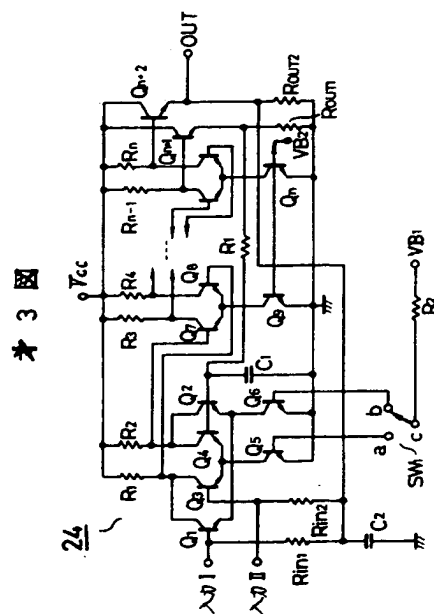 第3図
24
Vcc
R1
R2
R3
R4
Rn-1
Rn
Qn+2
Qn+1
OUT
ROUT2
ROUT1
VB2
Qn
Rf
Q7
Q8
Q9
Q1
Q3
Q4
Q2
C1
Q5
Q6
入力I
入力II
Rin1
Rin2
C2
a
b
c
SW1
VB1